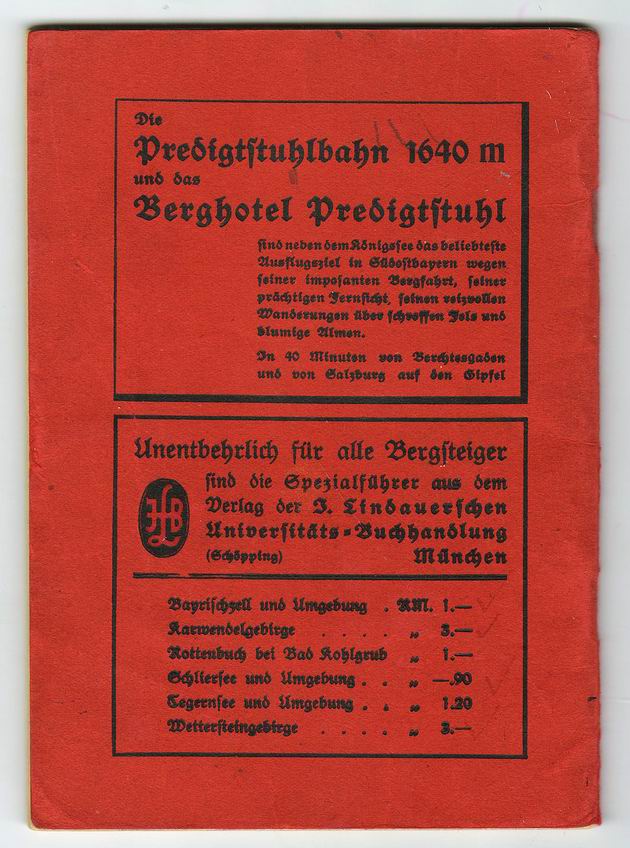 Die
Predigtstuhlbahn 1640 m
und das
Berghotel Predigtstuhl
sind neben dem Königssee das beliebteste
Ausflugsziel in Südostbayern wegen
seiner imposanten Bergfahrt, seiner
prächtigen Fernsicht, seinen reizvollen
Wanderungen über schroffen Fels und
blumige Almen.
In 40 Minuten von Berchtesgaden
und von Salzburg auf den Gipfel
Unentbehrlich für alle Bergsteiger
sind die Spezialführer aus dem
Verlag der J. Lindauerschen
Universitäts-Buchhandlung
(Schöpping) München
JLB
Bayrischzell und Umgebung . RM. 1.—
Karwendelgebirge . . . . „ 3.—
Rottenbuch bei Bad Kohlgrub „ 1.—
Schliersee und Umgebung . . „ —.90
Tegernsee und Umgebung . . „ 1.20
Wettersteingebirge . . . . „ 3.—